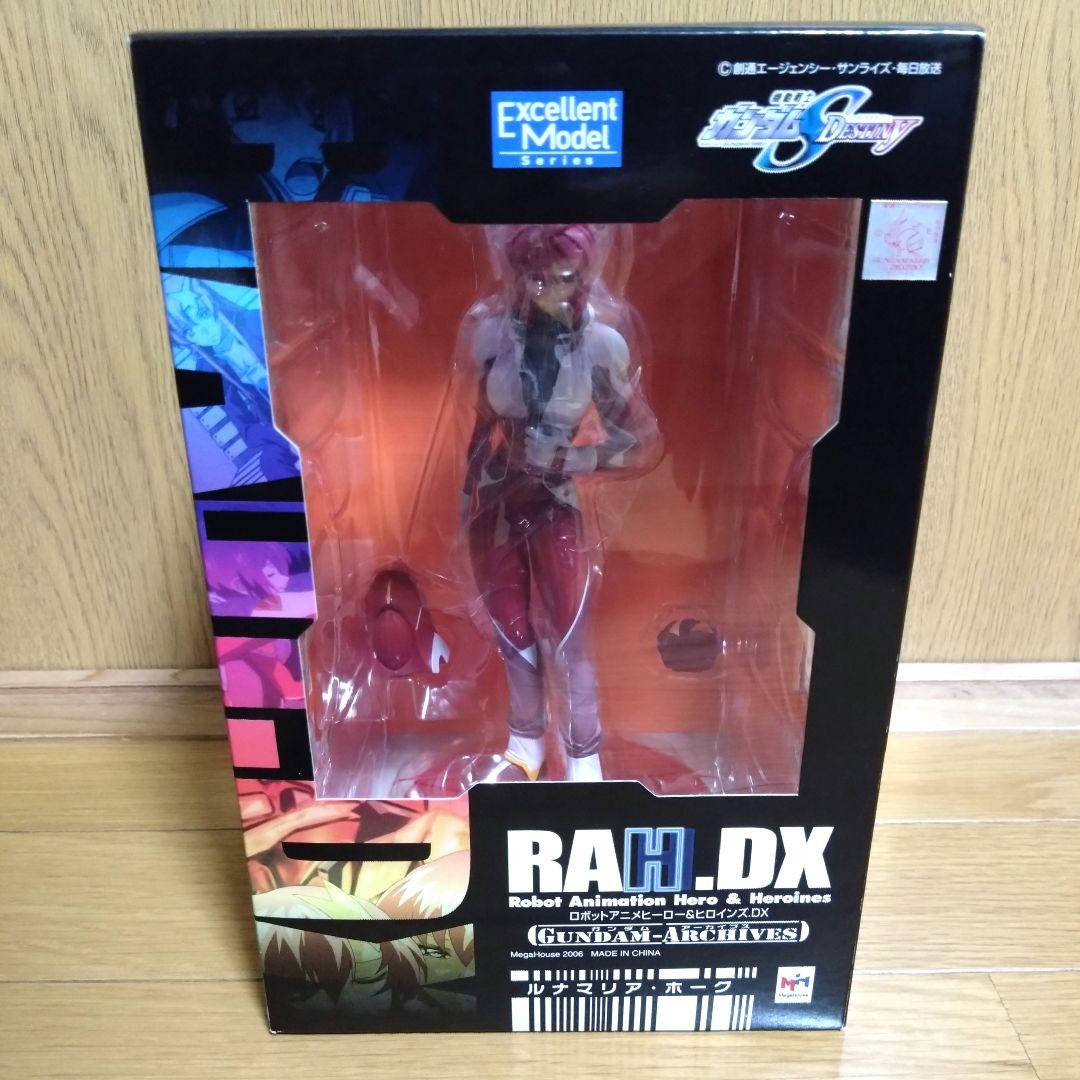 ©創通エージェンシー・サンライズ・毎日放送
Excellent
Model
Series
機動戦士
ガンダムSEED DESTINY
RAH.DX
Robot Animation Hero & Heroines
ロボットアニメヒーロー&ヒロインズ.DX
ガンダム アーカイブス
(GUNDAM-ARCHIVES)
MegaHouse 2006 MADE IN CHINA
ルナマリア・ホーク
MegaHouse